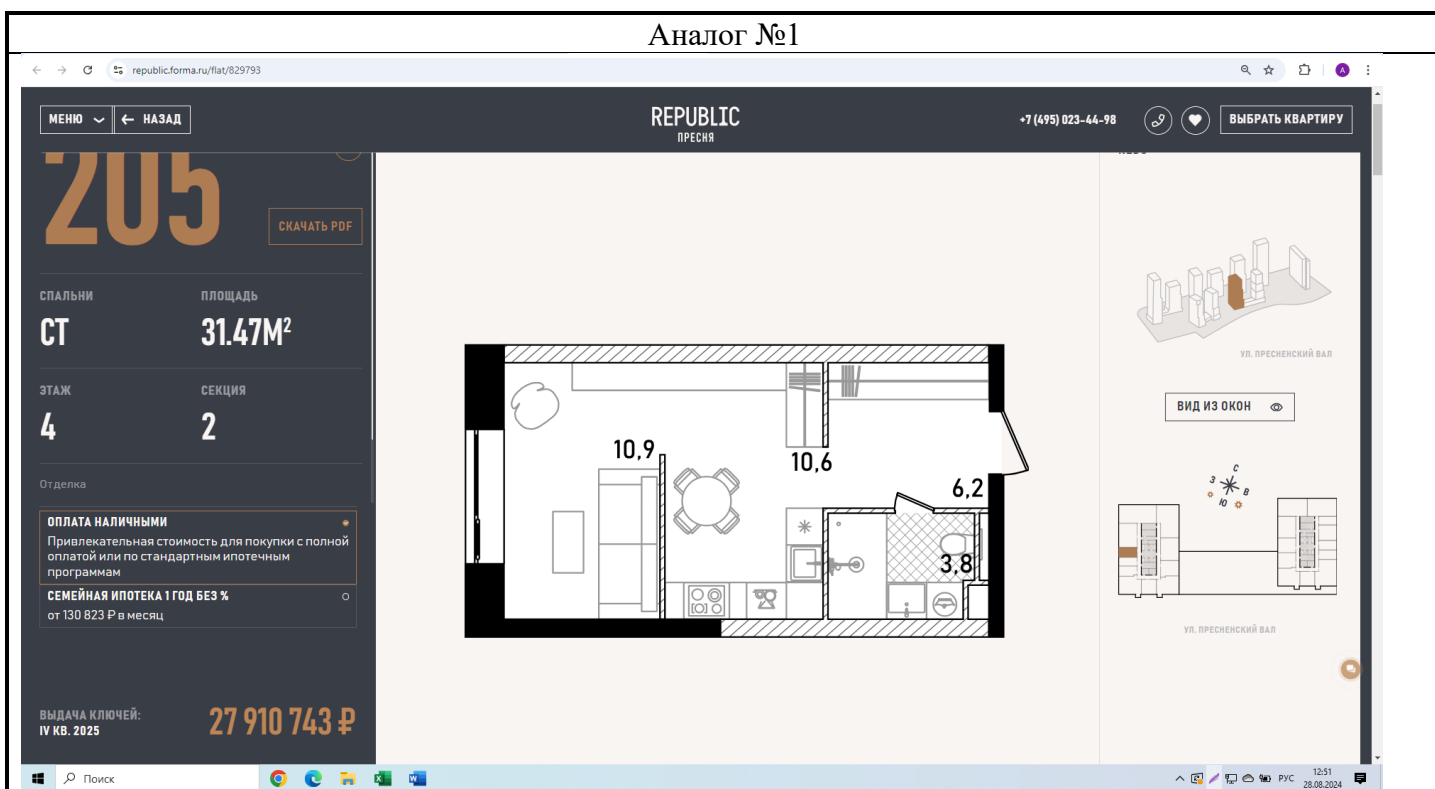 Аналог №1
republic.forma.ru/flat/829793
А
МЕНЮ
НАЗАД
REPUBLIC
ПРЕСНЯ
+7 (495) 023-44-98
ВЫБРАТЬ КВАРТИРУ
205
СКАЧАТЬ PDF
СПАЛЬНИ ПЛОЩАДЬ
СТ 31.47М²
ЭТАЖ СЕКЦИЯ
4 2
Отделка
ОПЛАТА НАЛИЧНЫМИ
Привлекательная стоимость для покупки с полной
оплатой или по стандартным ипотечным
программам
СЕМЕЙНАЯ ИПОТЕКА 1 ГОД БЕЗ %
от 130 823 ₽ в месяц
ВЫДАЧА КЛЮЧЕЙ:
IV КВ. 2025
27 910 743 ₽
10,9
10,6
6,2
3,8
УЛ. ПРЕСНЕНСКИЙ ВАЛ
ВИД ИЗ ОКОН
С
З
В
Ю
УЛ. ПРЕСНЕНСКИЙ ВАЛ
Поиск
РУС
12:51
28.08.2024